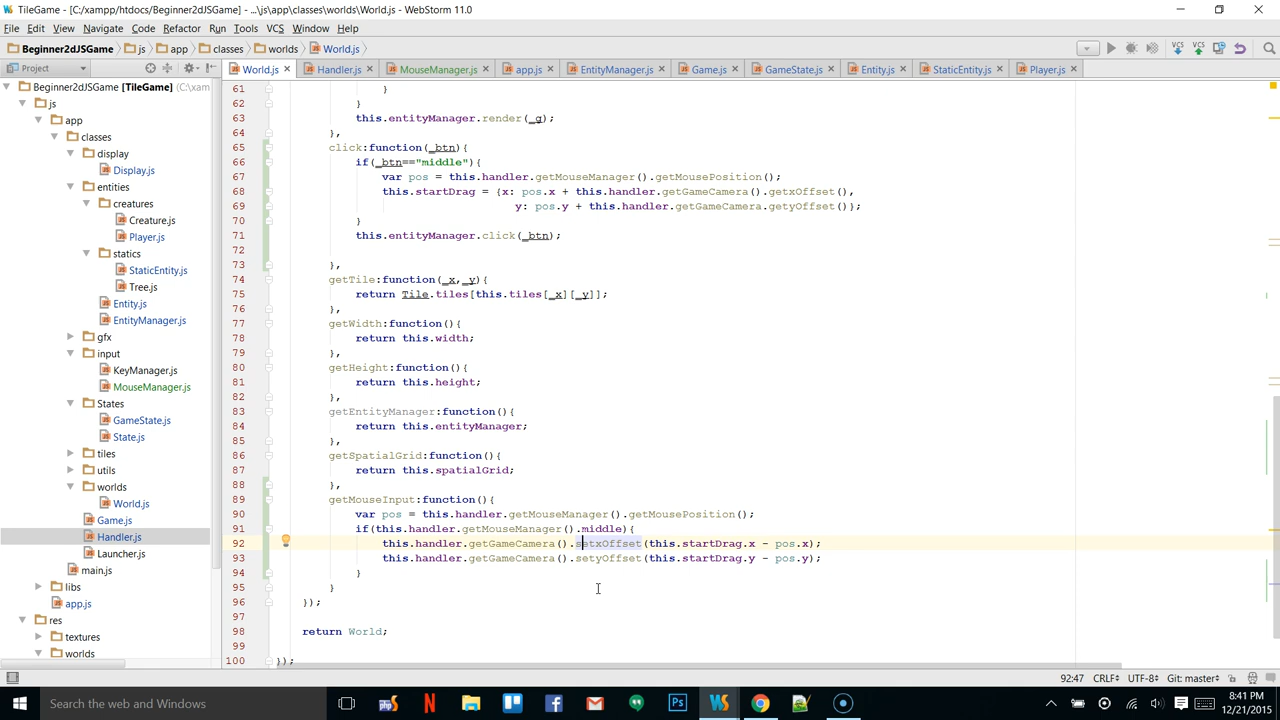 Beginner2dJSGame - [C:/xampp/htdocs/Beginner2dJSGame] - ...\js\app\classes\worlds\World.js - WebStorm 11.0
File Edit View Navigate Code Refactor Run Tools VCS Window Help
Beginner2dJSGame js app classes worlds World.js
Project World.js Handler.js MouseManager.js app.js EntityManager.js Game.js GameState.js Entity.js StaticEntity.js Player.js
Beginner2dJSGame [TileGame] (C:\xam
js
app
classes
display
Display.js
entities
creatures
Creature.js
Player.js
statics
StaticEntity.js
Tree.js
Entity.js
EntityManager.js
gfx
input
KeyManager.js
MouseManager.js
States
GameState.js
State.js
tiles
utils
worlds
World.js
Game.js
Handler.js
Launcher.js
main.js
libs
app.js
res
textures
worlds
61 }
62 }
63 this.entityManager.render(_g);
64 },
65 click:function(_btn){
66 if(_btn=="middle"){
67 var pos = this.handler.getMouseManager().getMousePosition();
68 this.startDrag = {x: pos.x + this.handler.getGameCamera().getxOffset(),
69 y: pos.y + this.handler.getGameCamera.getyOffset()};
70 }
71 this.entityManager.click(_btn);
72
73 },
74 getTile:function(_x,_y){
75 return Tile.tiles[this.tiles[_x][_y]];
76 },
77 getWidth:function(){
78 return this.width;
79 },
80 getHeight:function(){
81 return this.height;
82 },
83 getEntityManager:function(){
84 return this.entityManager;
85 },
86 getSpatialGrid:function(){
87 return this.spatialGrid;
88 },
89 getMouseInput:function(){
90 var pos = this.handler.getMouseManager().getMousePosition();
91 if(this.handler.getMouseManager().middle){
92 this.handler.getGameCamera().setxOffset(this.startDrag.x - pos.x);
93 this.handler.getGameCamera().setyOffset(this.startDrag.y - pos.y);
94 }
95 }
96 });
97
98 return World;
99
100 });
92:47 CRLF÷ UTF-8÷ Git: master÷
Search the web and Windows
8:41 PM
12/21/2015